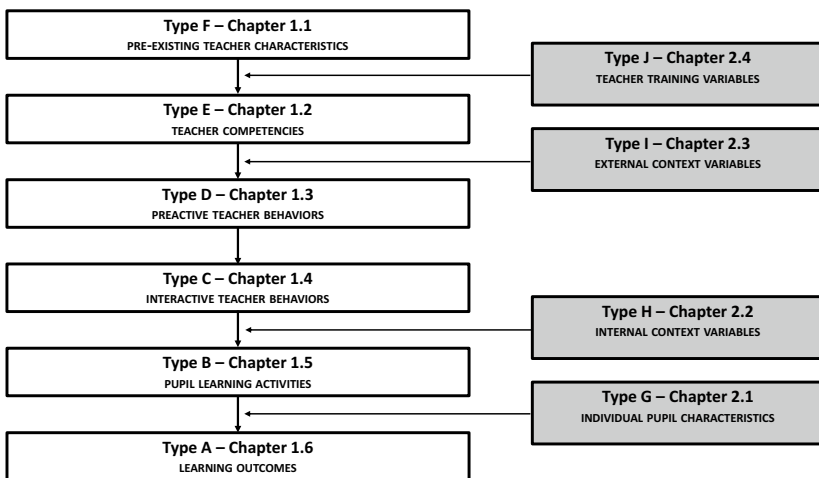 Type F – Chapter 1.1
PRE-EXISTING TEACHER CHARACTERISTICS
Type J – Chapter 2.4
TEACHER TRAINING VARIABLES
Type E – Chapter 1.2
TEACHER COMPETENCIES
Type I – Chapter 2.3
EXTERNAL CONTEXT VARIABLES
Type D – Chapter 1.3
PREACTIVE TEACHER BEHAVIORS
Type C – Chapter 1.4
INTERACTIVE TEACHER BEHAVIORS
Type H – Chapter 2.2
INTERNAL CONTEXT VARIABLES
Type B – Chapter 1.5
PUPIL LEARNING ACTIVITIES
Type G – Chapter 2.1
INDIVIDUAL PUPIL CHARACTERISTICS
Type A – Chapter 1.6
LEARNING OUTCOMES